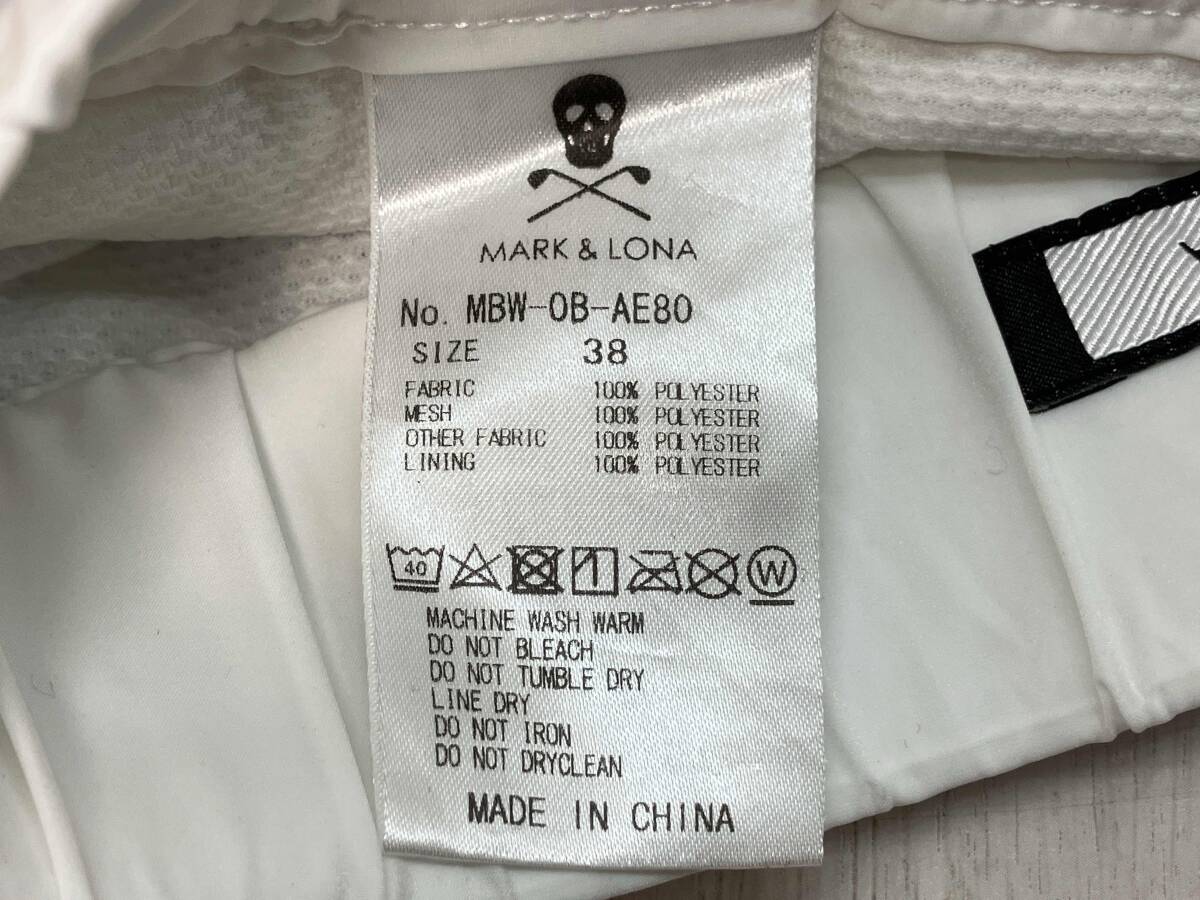 MARK & LONA
No. MBW-0B-AE80
SIZE 38
FABRIC 100% POLYESTER
MESH 100% POLYESTER
OTHER FABRIC 100% POLYESTER
LINING 100% POLYESTER
40 1 W
MACHINE WASH WARM
DO NOT BLEACH
DO NOT TUMBLE DRY
LINE DRY
DO NOT IRON
DO NOT DRYCLEAN
MADE IN CHINA